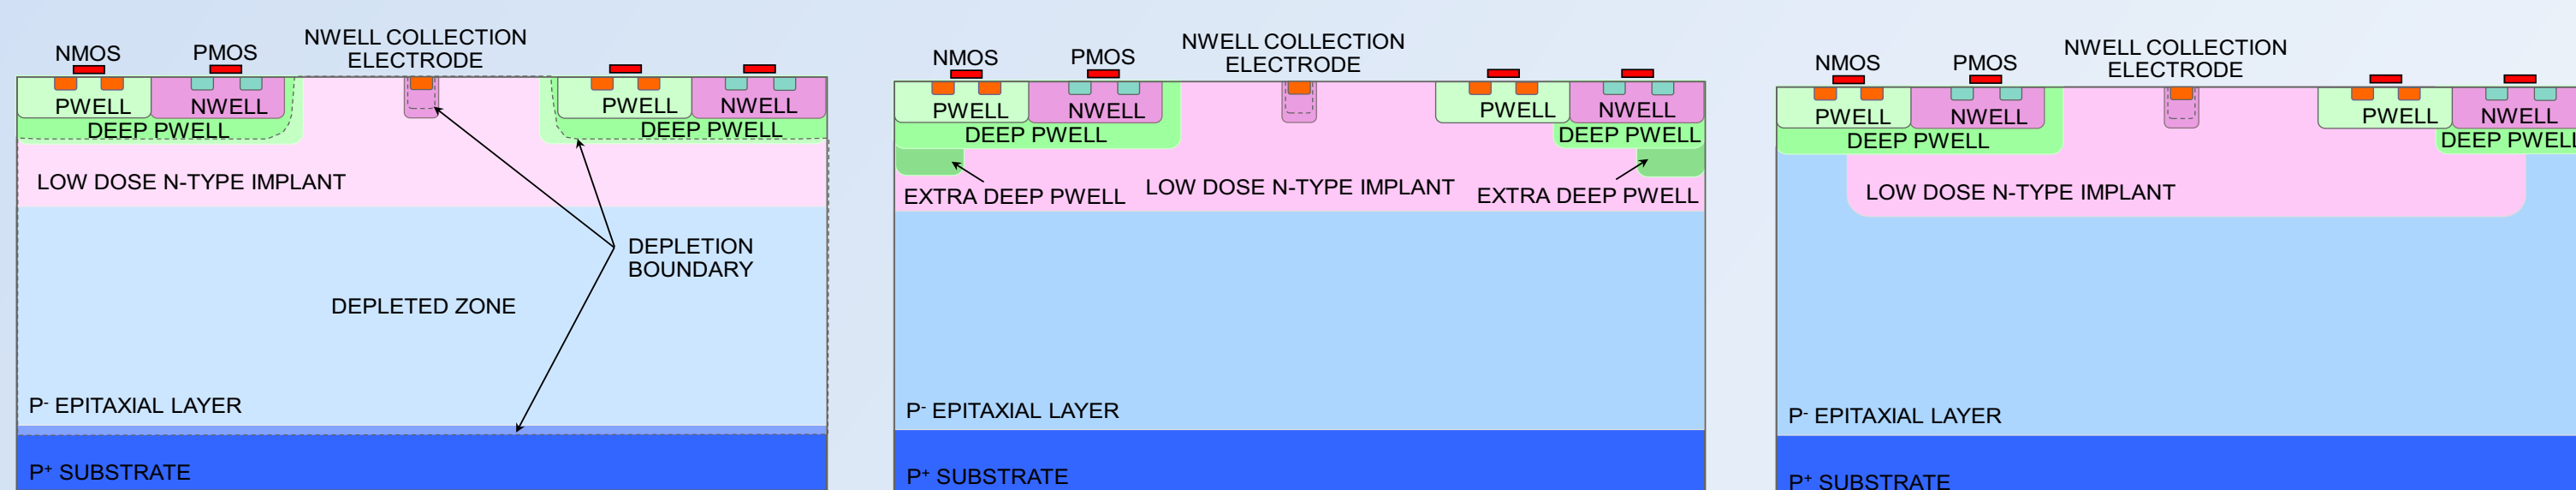 NMOS
PMOS
NWELL COLLECTION
ELECTRODE
PWELL
NWELL
PWELL
NWELL
DEEP PWELL
DEEP PWELL
LOW DOSE N-TYPE IMPLANT
DEPLETION
BOUNDARY
DEPLETED ZONE
P- EPITAXIAL LAYER
P+ SUBSTRATE
NMOS
PMOS
NWELL COLLECTION
ELECTRODE
PWELL
NWELL
PWELL
NWELL
DEEP PWELL
DEEP PWELL
EXTRA DEEP PWELL
LOW DOSE N-TYPE IMPLANT
EXTRA DEEP PWELL
P- EPITAXIAL LAYER
P+ SUBSTRATE
NMOS
PMOS
NWELL COLLECTION
ELECTRODE
PWELL
NWELL
PWELL
NWELL
DEEP PWELL
DEEP PWELL
LOW DOSE N-TYPE IMPLANT
P- EPITAXIAL LAYER
P+ SUBSTRATE